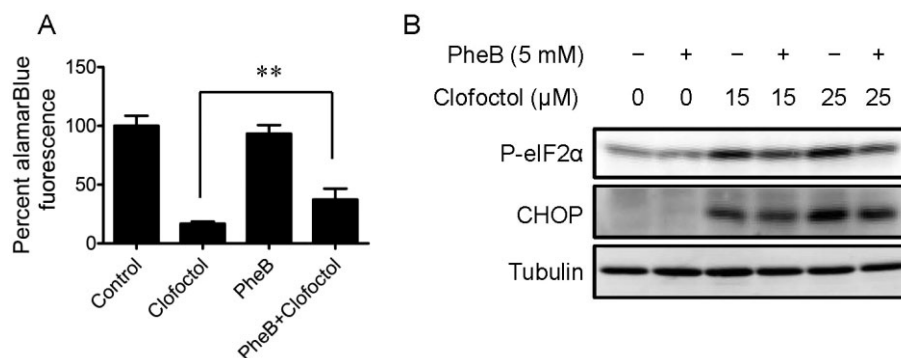 A
Percent alamarBlue
fluorescence
150
100
50
0
**
Control
Clofoctol
PheB
PheB+Clofoctol
B
PheB (5 mM) – + – + – +
Clofoctol (μM) 0 0 15 15 25 25
P-eIF2α
CHOP
Tubulin